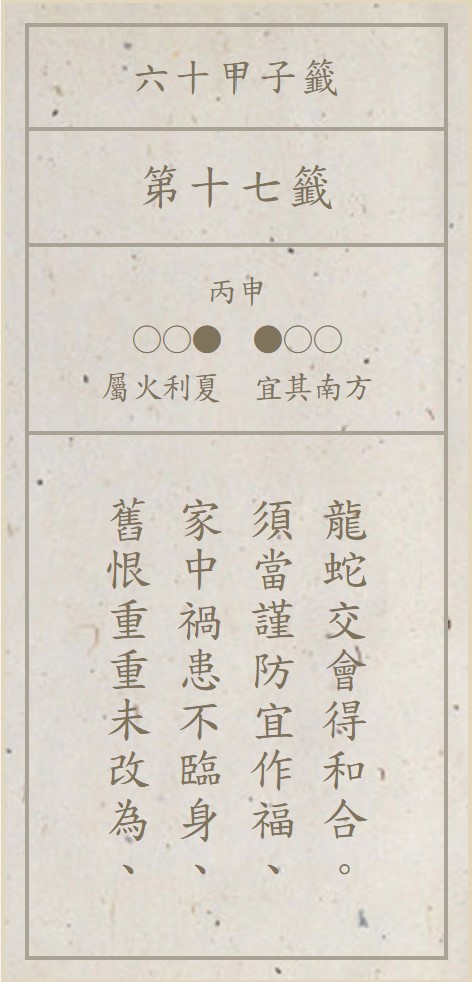 六十甲子籤
第十七籤
丙申
○○● ●○○
屬火利夏 宜其南方
舊恨重重未改為、
家中禍患不臨身、
須當謹防宜作福、
龍蛇交會得和合。